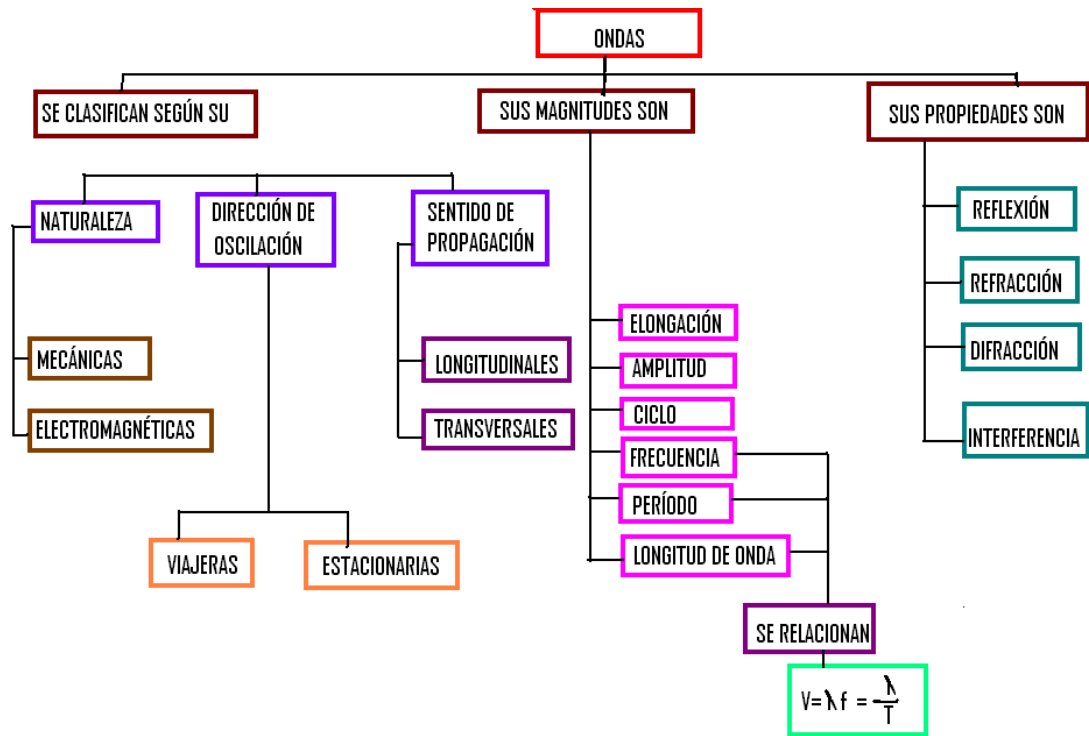 ONDAS
SE CLASIFICAN SEGÚN SU
SUS MAGNITUDES SON
SUS PROPIEDADES SON
NATURALEZA
DIRECCIÓN DE
OSCILACIÓN
SENTIDO DE
PROPAGACIÓN
MECÁNICAS
ELECTROMAGNÉTICAS
VIAJERAS
ESTACIONARIAS
LONGITUDINALES
TRANSVERSALES
ELONGACIÓN
AMPLITUD
CICLO
FRECUENCIA
PERÍODO
LONGITUD DE ONDA
SE RELACIONAN
V= λ f = λ/T
REFLEXIÓN
REFRACCIÓN
DIFRACCIÓN
INTERFERENCIA